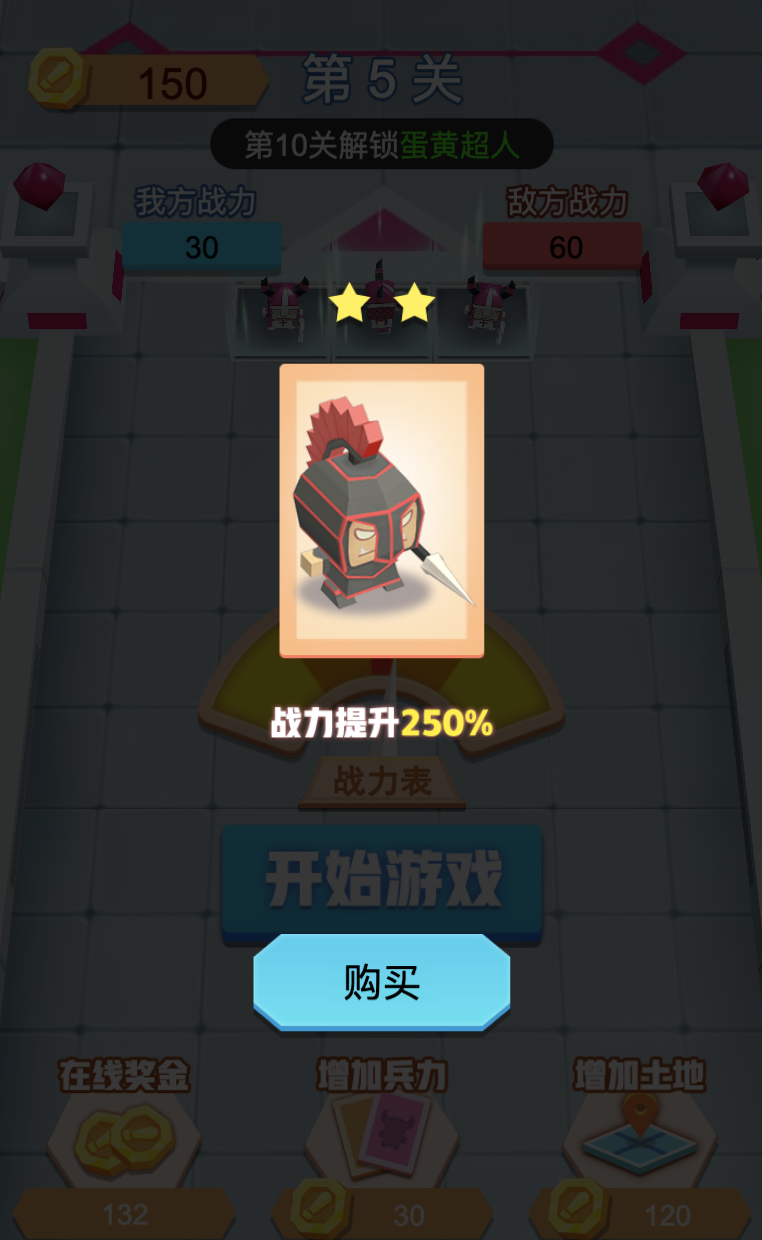 150
第5关
第10关解锁蛋黄超人
我方战力
敌方战力
30
60
战力提升250%
战力表
开始游戏
购买
在线奖金
增加兵力
增加土地
132
30
120